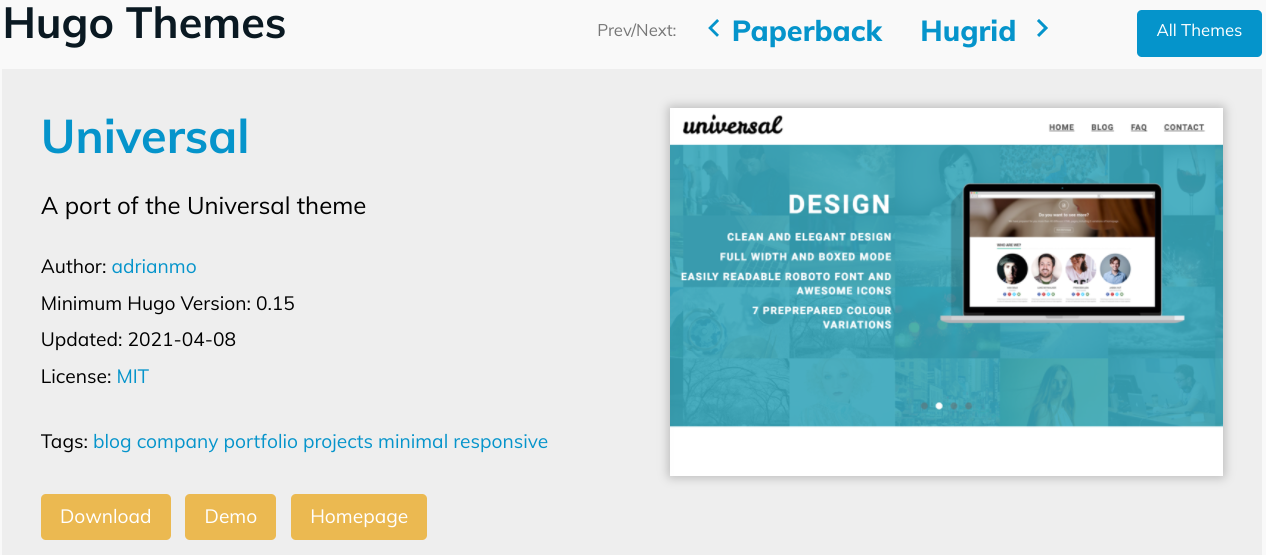 Hugo Themes
Prev/Next: Paperback Hugrid
All Themes
Universal
A port of the Universal theme
Author: adrianmo
Minimum Hugo Version: 0.15
Updated: 2021-04-08
License: MIT
Tags: blog company portfolio projects minimal responsive
Download Demo Homepage
universal
HOME BLOG FAQ CONTACT
DESIGN
CLEAN AND ELEGANT DESIGN
FULL WIDTH AND BOXED MODE
EASILY READABLE ROBOTO FONT AND
AWESOME ICONS
7 PREPREPARED COLOUR
VARIATIONS
Do you want to see more?
WHO ARE WE?